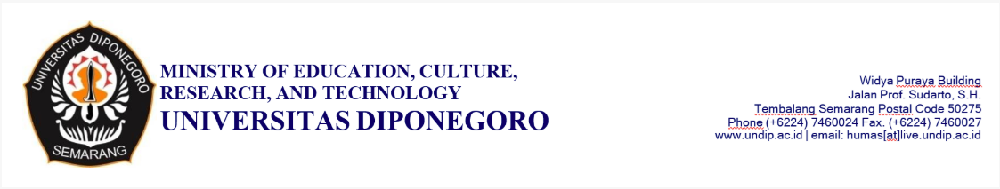 UNIVERSITAS DIPONEGORO
SEMARANG
MINISTRY OF EDUCATION, CULTURE,
RESEARCH, AND TECHNOLOGY
UNIVERSITAS DIPONEGORO
Widya Puraya Building
Jalan Prof. Sudarto, S.H.
Tembalang Semarang Postal Code 50275
Phone (+6224) 7460024 Fax. (+6224) 7460027
www.undip.ac.id | email: humas[at]live.undip.ac.id